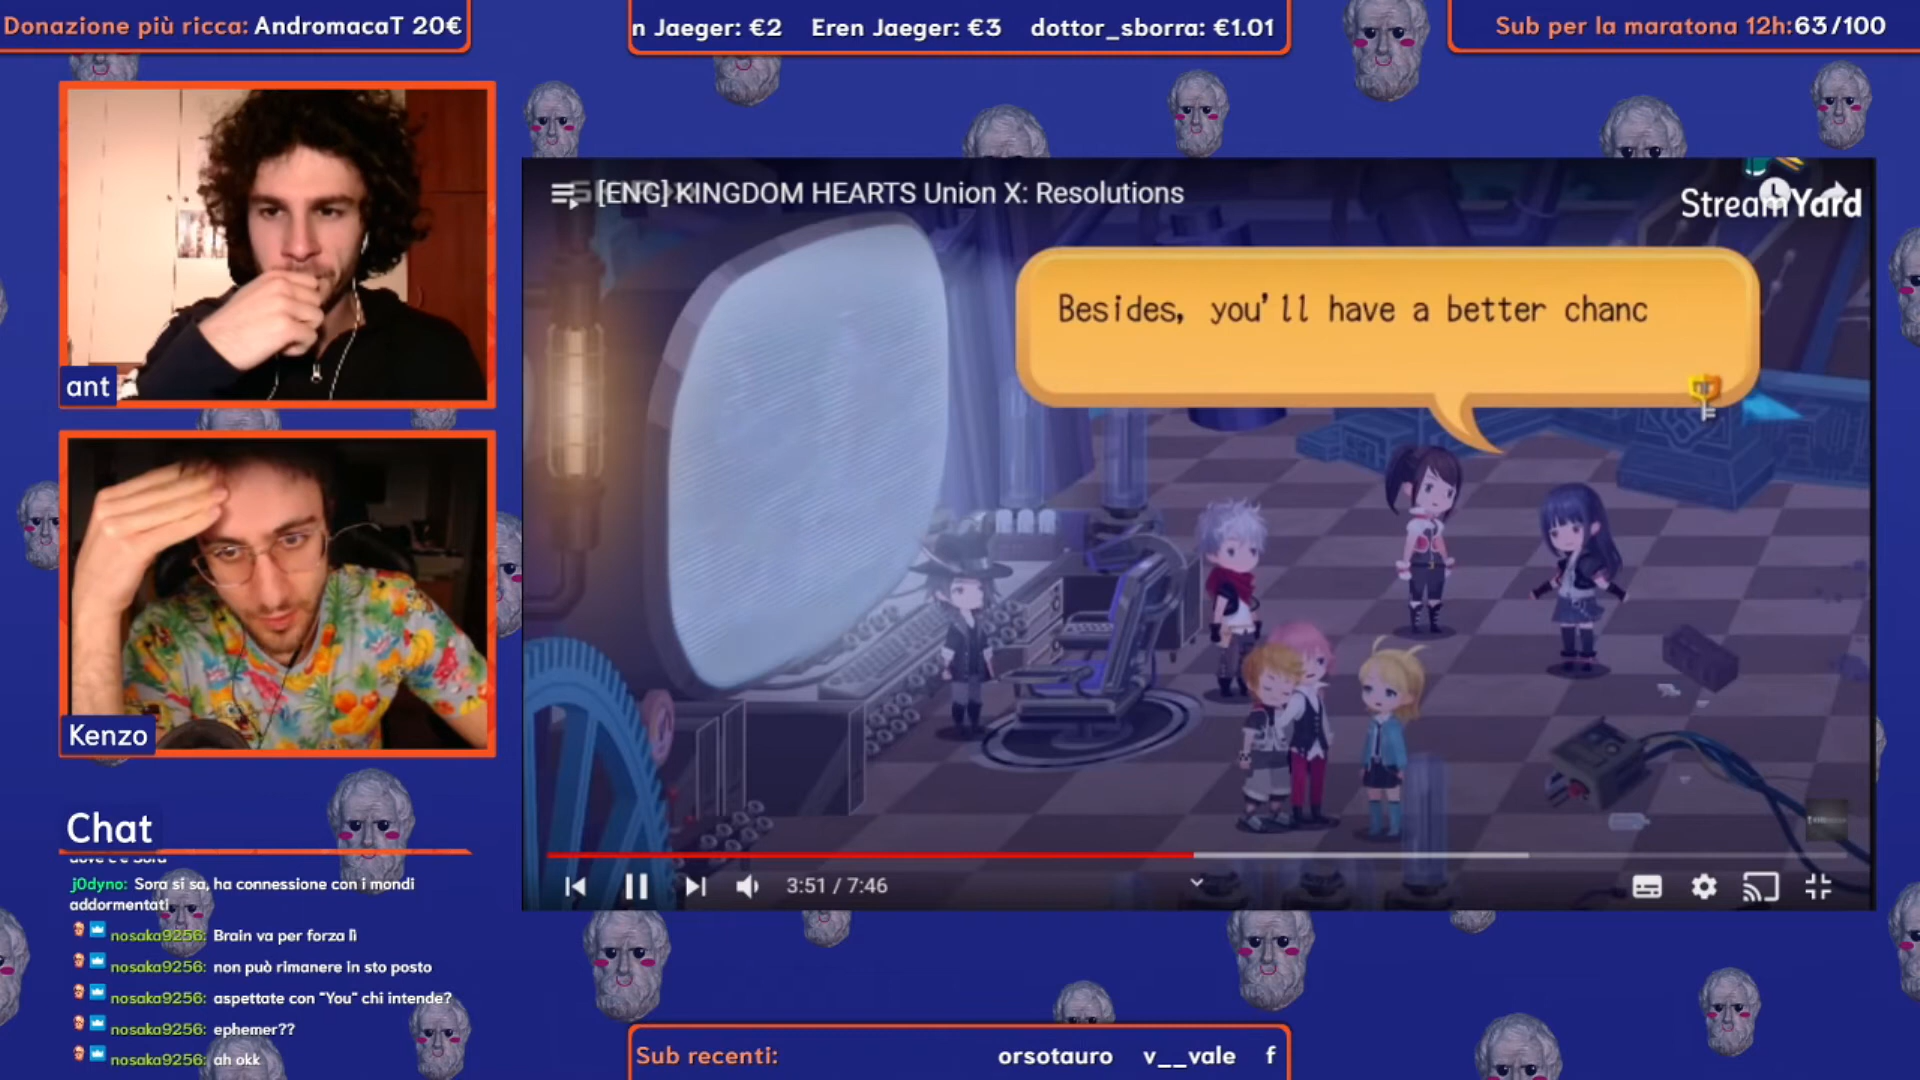 Donazione più ricca: AndromacaT 20€
n Jaeger: €2 Eren Jaeger: €3 dottor_sborra: €1.01
Sub per la maratona 12h:63/100
[ENG] KINGDOM HEARTS Union X: Resolutions
StreamYard
Besides, you'll have a better chanc
ant
Kenzo
Chat
dove c'è Sora
j0dyno: Sora si sa, ha connessione con i mondi
addormentati
nosaka9256: Brain va per forza lì
nosaka9256: non può rimanere in sto posto
nosaka9256: aspettate con "You" chi intende?
nosaka9256: ephemer??
nosaka9256: ah okk
3:51 / 7:46
Sub recenti: orsotauro v__vale f